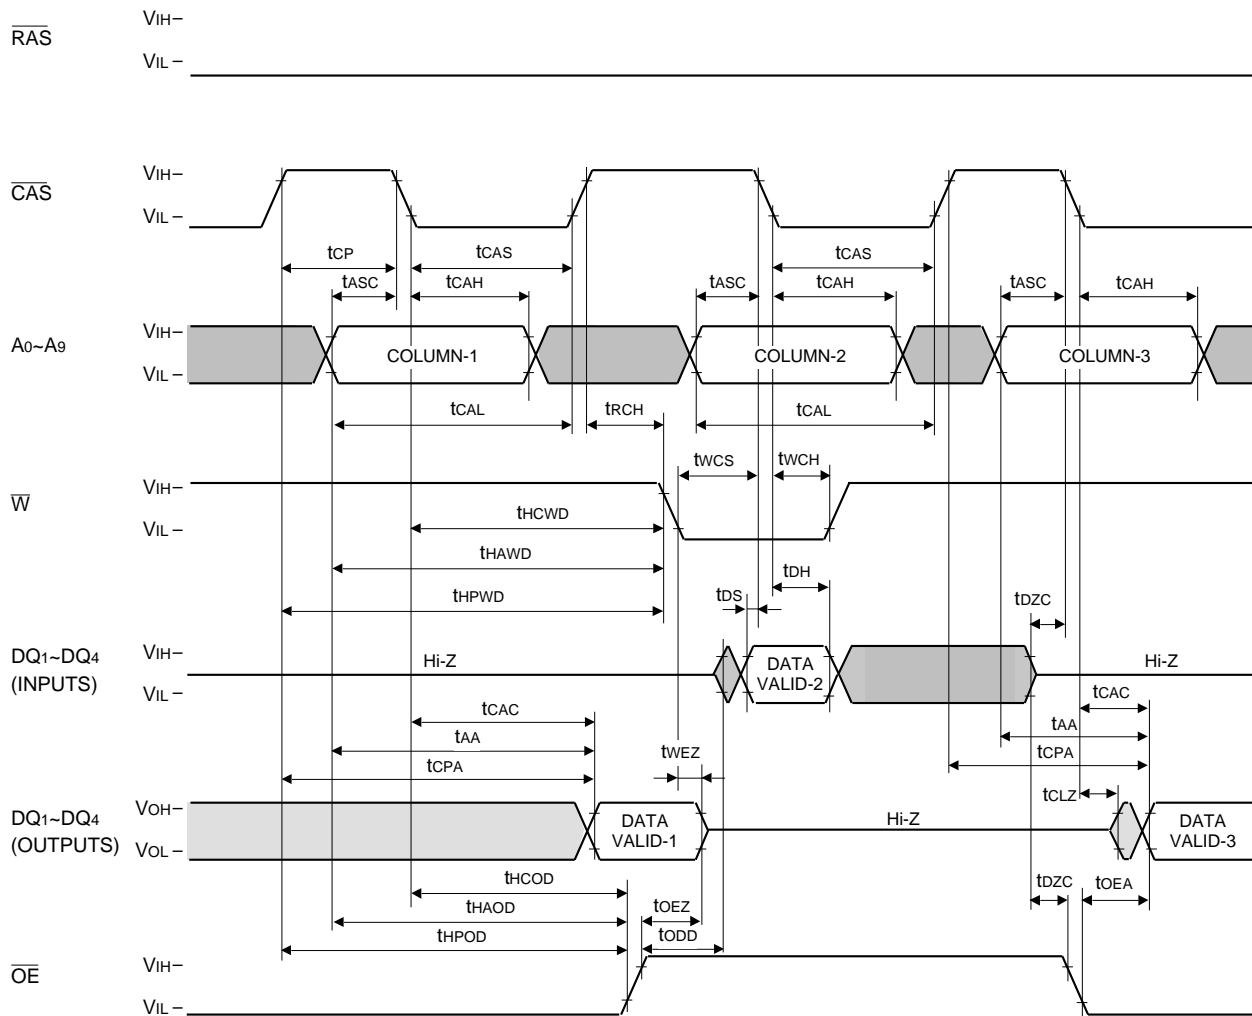 RAS
VIH
VIL
CAS
VIH
VIL
tCP
tCAS
tCAS
tASC
tCAH
tASC
tCAH
tASC
tCAH
A0~A9
VIH
VIL
COLUMN-1
COLUMN-2
COLUMN-3
tCAL
tRCH
tCAL
tWCS
tWCH
W
VIH
VIL
tHCWD
tHAWD
tHPWD
tDH
tDS
tDZC
DQ1~DQ4
(INPUTS)
VIH
VIL
Hi-Z
DATA
VALID-2
Hi-Z
tCAC
tAA
tCPA
tWEZ
tCAC
tAA
tCPA
tCLZ
DQ1~DQ4
(OUTPUTS)
VOH
VOL
DATA
VALID-1
Hi-Z
DATA
VALID-3
tHCOD
tHAOD
tHPOD
tOEZ
tODD
tDZC
tOEA
OE
VIH
VIL